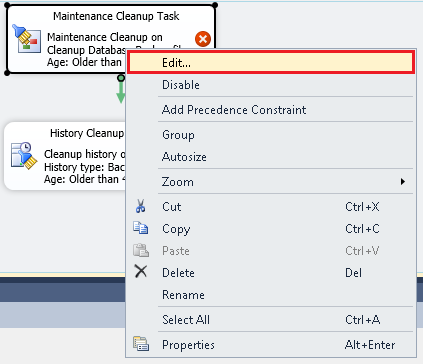 Maintenance Cleanup Task
Maintenance Cleanup on
Cleanup Database
Age: Older than
History Cleanup
Cleanup history o
History type: Bac
Age: Older than 4
Edit...
Disable
Add Precedence Constraint
Group
Autosize
Zoom
Cut Ctrl+X
Copy Ctrl+C
Paste Ctrl+V
Delete Del
Rename
Select All Ctrl+A
Properties Alt+Enter